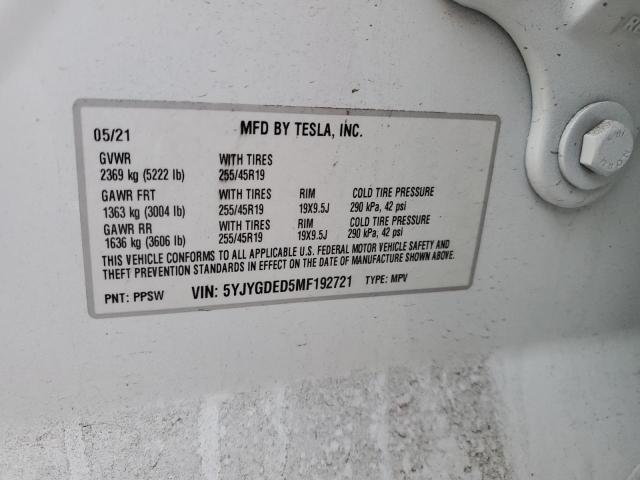 05/21 MFD BY TESLA, INC.
GVWR WITH TIRES
2369 kg (5222 lb) 255/45R19
GAWR FRT WITH TIRES RIM COLD TIRE PRESSURE
1363 kg (3004 lb) 255/45R19 19X9.5J 290 kPa, 42 psi
GAWR RR WITH TIRES RIM COLD TIRE PRESSURE
1636 kg (3606 lb) 255/45R19 19X9.5J 290 kPa, 42 psi
THIS VEHICLE CONFORMS TO ALL APPLICABLE U.S. FEDERAL MOTOR VEHICLE SAFETY AND
THEFT PREVENTION STANDARDS IN EFFECT ON THE DATE OF MANUFACTURE SHOWN ABOVE.
PNT: PPSW VIN: 5YJYGDED5MF192721 TYPE: MPV